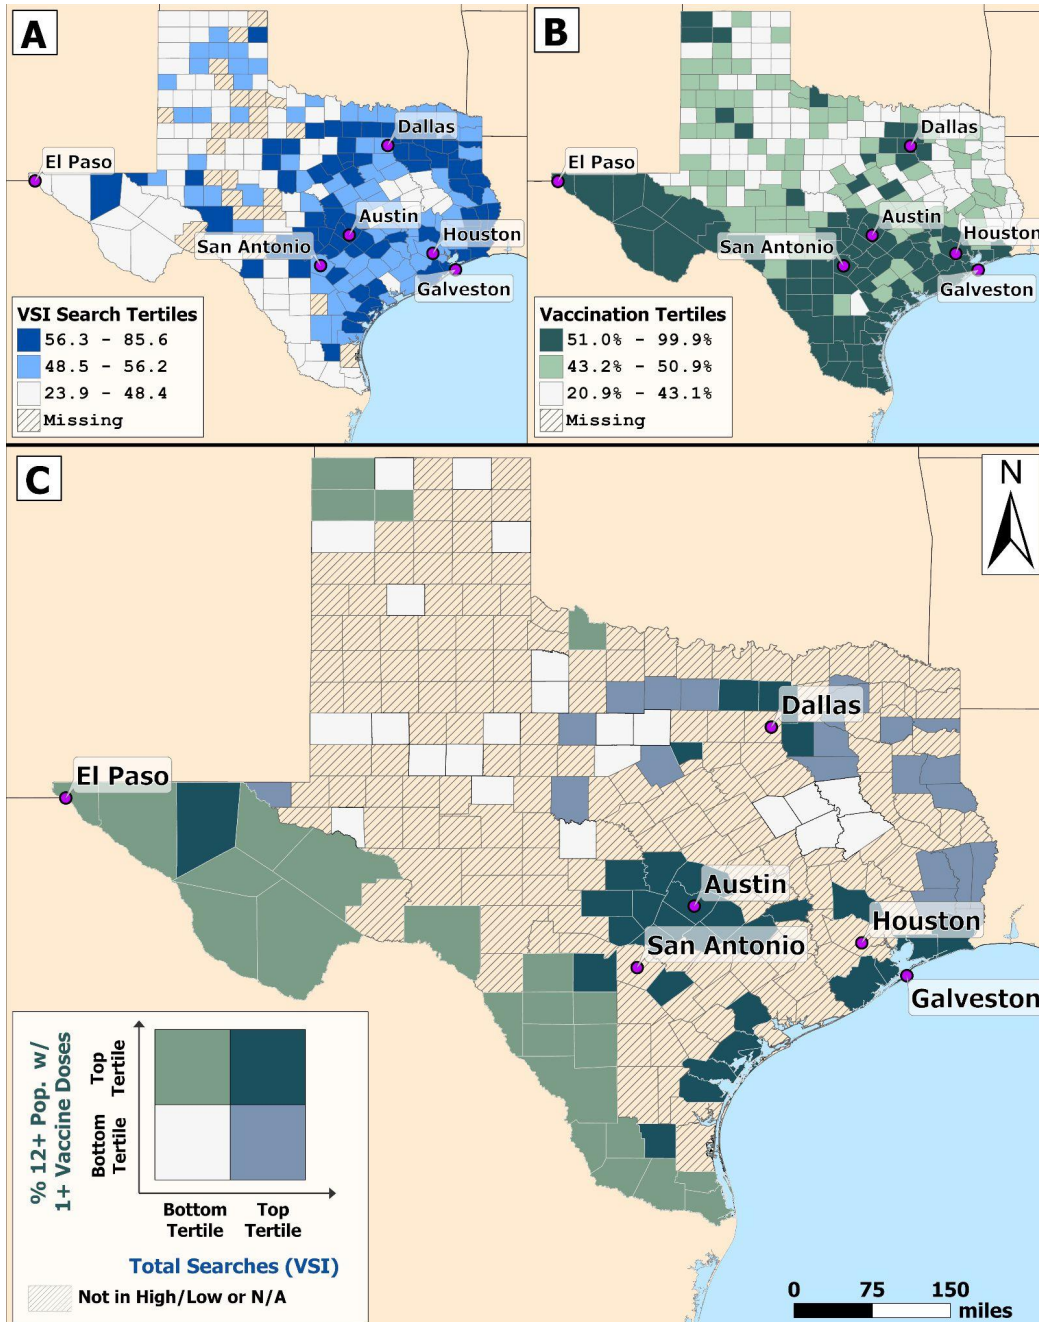 A
Dallas
El Paso
Austin
San Antonio
Houston
Galveston
VSI Search Tertiles
56.3 - 85.6
48.5 - 56.2
23.9 - 48.4
Missing
B
Dallas
El Paso
Austin
San Antonio
Houston
Galveston
Vaccination Tertiles
51.0% - 99.9%
43.2% - 50.9%
20.9% - 43.1%
Missing
C
N
Dallas
El Paso
Austin
Houston
San Antonio
Galveston
% 12+ Pop. w/
1+ Vaccine Doses
Top
Tertile
Bottom
Tertile
Bottom
Tertile
Top
Tertile
Total Searches (VSI)
Not in High/Low or N/A
0 75 150
miles